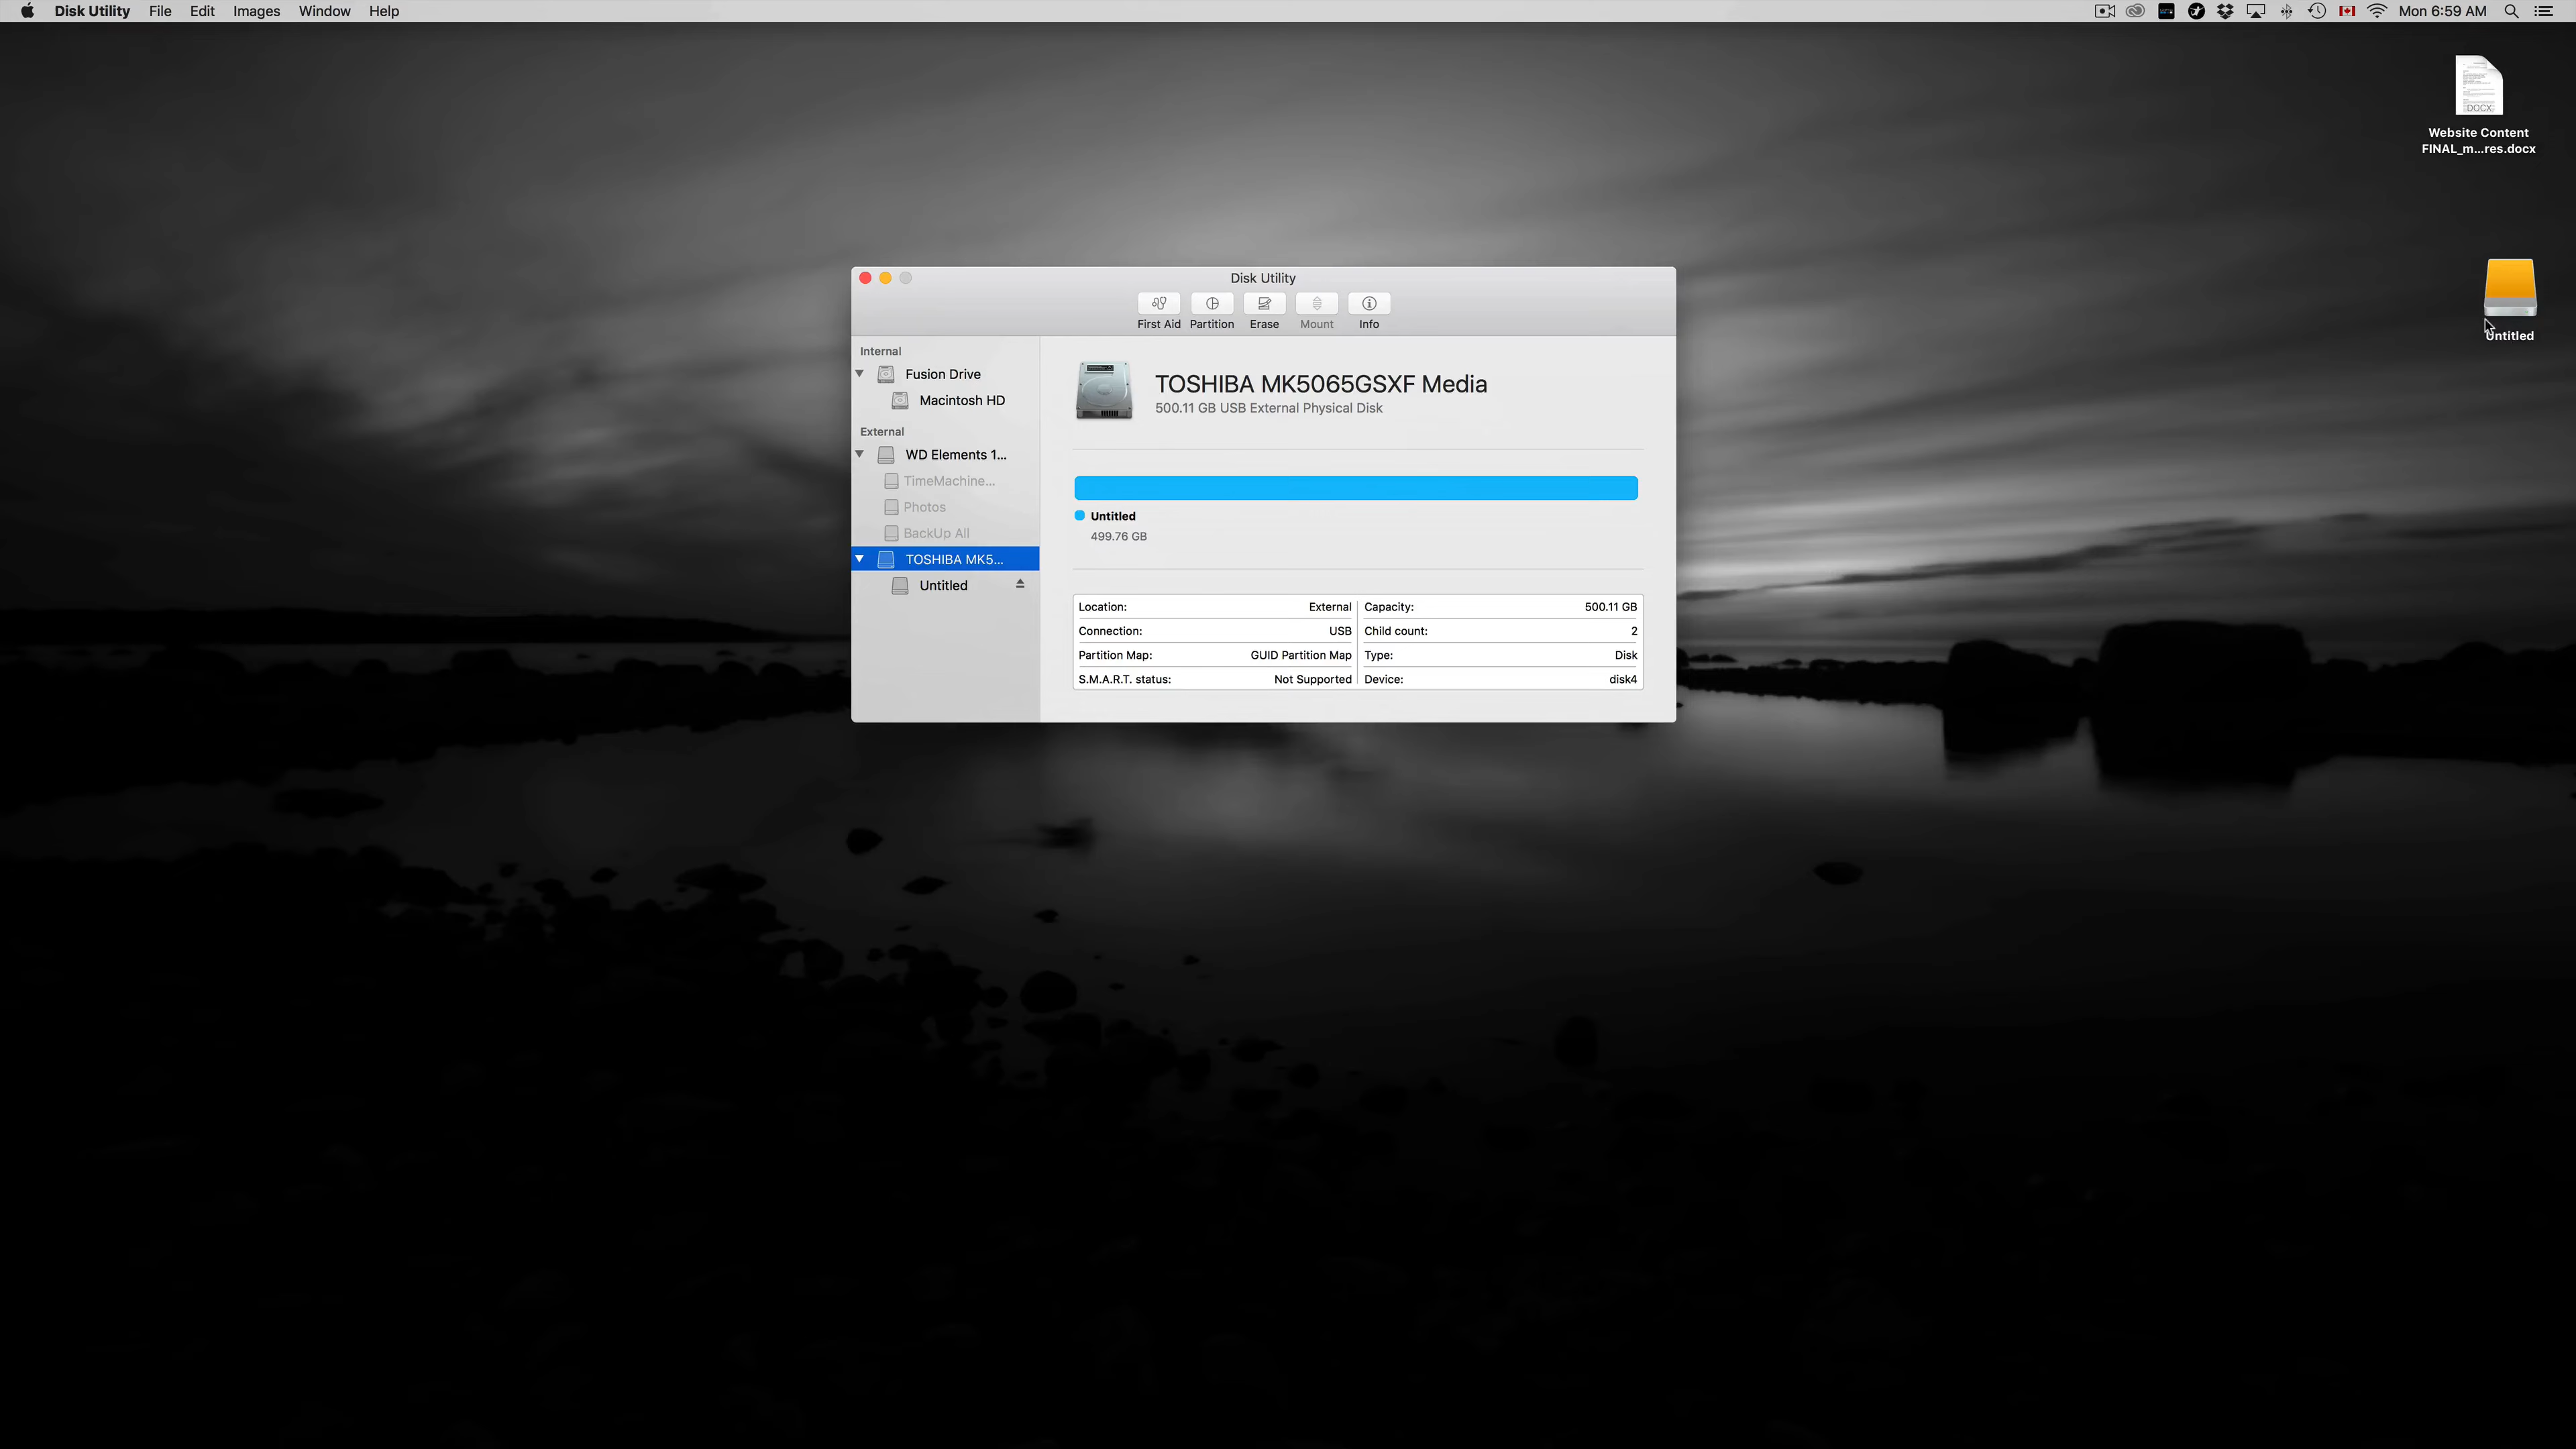 Disk Utility File Edit Images Window Help Mon 6:59 AM
DOCX
Website Content
FINAL_m...res.docx
Untitled
Disk Utility
First Aid Partition Erase Mount Info
Internal
Fusion Drive
Macintosh HD
External
WD Elements 1...
TimeMachine...
Photos
BackUp All
TOSHIBA MK5...
Untitled
TOSHIBA MK5065GSXF Media
500.11 GB USB External Physical Disk
Untitled
499.76 GB
Location: External Capacity: 500.11 GB
Connection: USB Child count: 2
Partition Map: GUID Partition Map Type: Disk
S.M.A.R.T. status: Not Supported Device: disk4